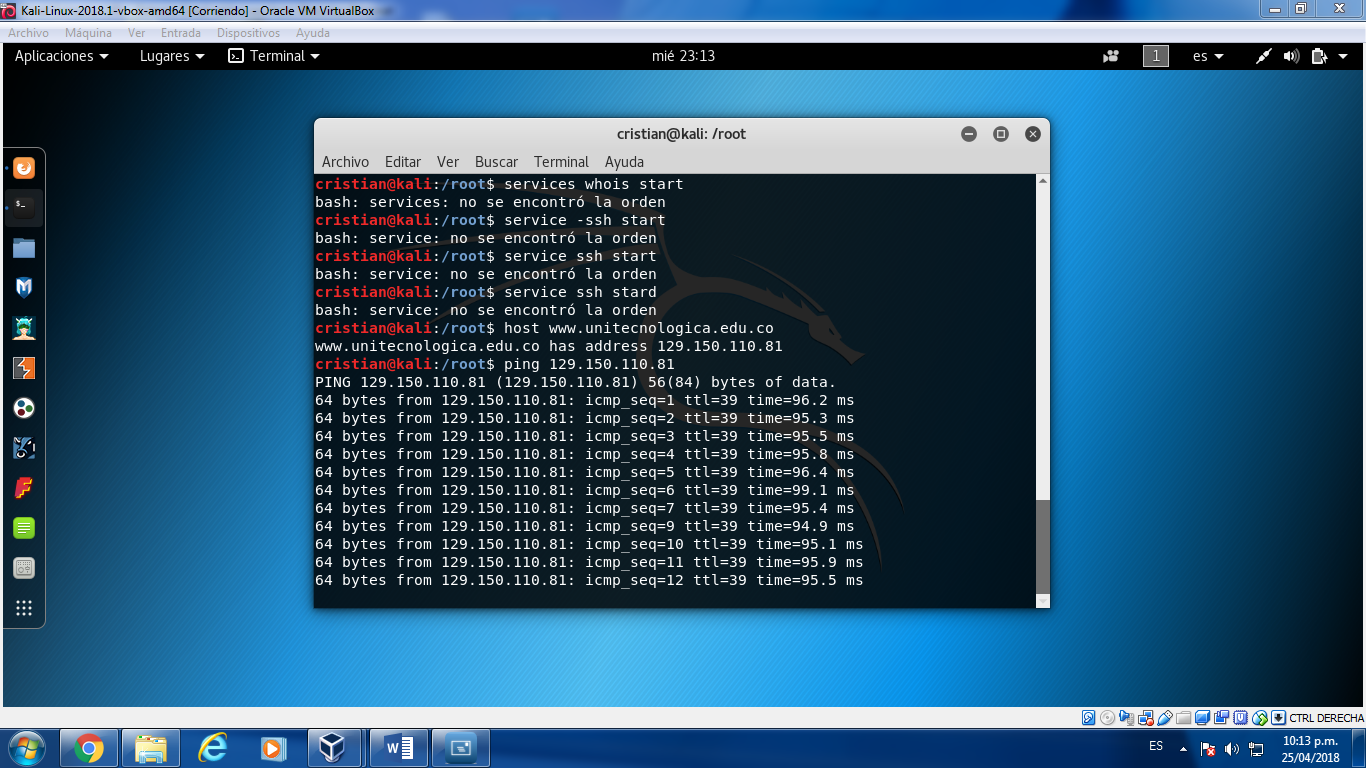 Kali-Linux-2018.1-vbox-amd64 [Corriendo] - Oracle VM VirtualBox
Archivo Máquina Ver Entrada Dispositivos Ayuda
Aplicaciones Lugares Terminal mié 23:13 1 es
cristian@kali: /root
Archivo Editar Ver Buscar Terminal Ayuda
cristian@kali:/root$ services whois start
bash: services: no se encontró la orden
cristian@kali:/root$ service -ssh start
bash: service: no se encontró la orden
cristian@kali:/root$ service ssh start
bash: service: no se encontró la orden
cristian@kali:/root$ service ssh stard
bash: service: no se encontró la orden
cristian@kali:/root$ host www.unitecnologica.edu.co
www.unitecnologica.edu.co has address 129.150.110.81
cristian@kali:/root$ ping 129.150.110.81
PING 129.150.110.81 (129.150.110.81) 56(84) bytes of data.
64 bytes from 129.150.110.81: icmp_seq=1 ttl=39 time=96.2 ms
64 bytes from 129.150.110.81: icmp_seq=2 ttl=39 time=95.3 ms
64 bytes from 129.150.110.81: icmp_seq=3 ttl=39 time=95.5 ms
64 bytes from 129.150.110.81: icmp_seq=4 ttl=39 time=95.8 ms
64 bytes from 129.150.110.81: icmp_seq=5 ttl=39 time=96.4 ms
64 bytes from 129.150.110.81: icmp_seq=6 ttl=39 time=99.1 ms
64 bytes from 129.150.110.81: icmp_seq=7 ttl=39 time=95.4 ms
64 bytes from 129.150.110.81: icmp_seq=9 ttl=39 time=94.9 ms
64 bytes from 129.150.110.81: icmp_seq=10 ttl=39 time=95.1 ms
64 bytes from 129.150.110.81: icmp_seq=11 ttl=39 time=95.9 ms
64 bytes from 129.150.110.81: icmp_seq=12 ttl=39 time=95.5 ms
CTRL DERECHA
ES
10:13 p.m.
25/04/2018